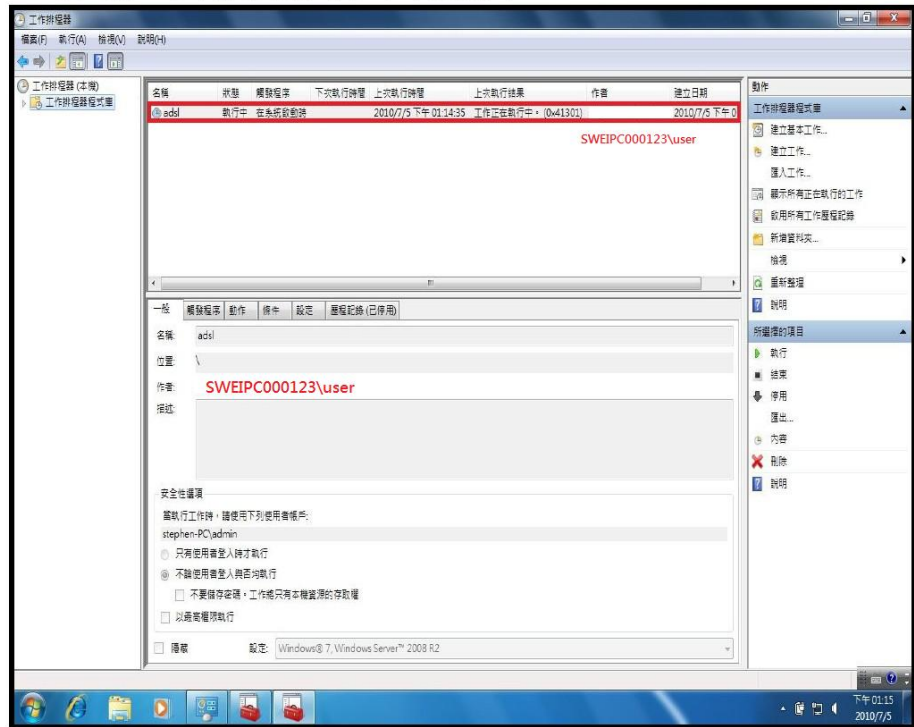 工作排程器
檔案(F) 執行(A) 檢視(V) 說明(H)
工作排程器 (本機)
工作排程器程式庫
名稱 狀態 觸發程序 下次執行時間 上次執行時間 上次執行結果 作者 建立日期
adsl 執行中 在系統啟動時 2010/7/5 下午 01:14:35 工作正在執行中。 (0x41301) 2010/7/5 下午 0
SWEIPC000123\user
一般 觸發程序 動作 條件 設定 歷程記錄 (已停用)
名稱: adsl
位置: \
作者: SWEIPC000123\user
描述:
安全性選項
當執行工作時，請使用下列使用者帳戶:
stephen-PC\admin
只有使用者登入時才執行
不論使用者登入與否均執行
不要儲存密碼。工作將只有本機資源的存取權
以最高權限執行
隱藏 設定: Windows® 7, Windows Server™ 2008 R2
動作
工作排程器程式庫
建立基本工作...
建立工作...
匯入工作...
顯示所有正在執行的工作
啟用所有工作歷程記錄
新增資料夾...
檢視
重新整理
說明
所選擇的項目
執行
結束
停用
匯出...
內容
刪除
說明
下午 01:15
2010/7/5